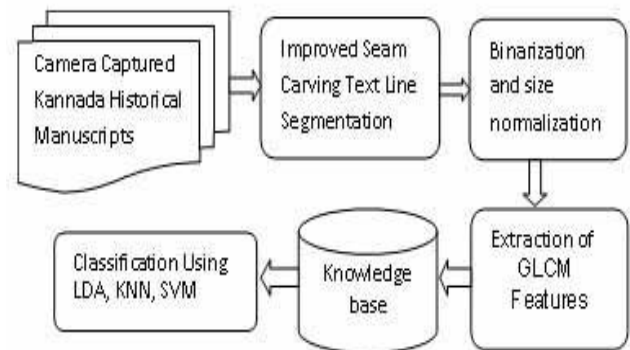 Camera Captured
Kannada Historical
Manuscripts
Improved Seam
Carving Text Line
Segmentation
Binarization
and size
normalization
Extraction of
GLCM
Features
Knowledge
base
Classification Using
LDA, KNN, SVM